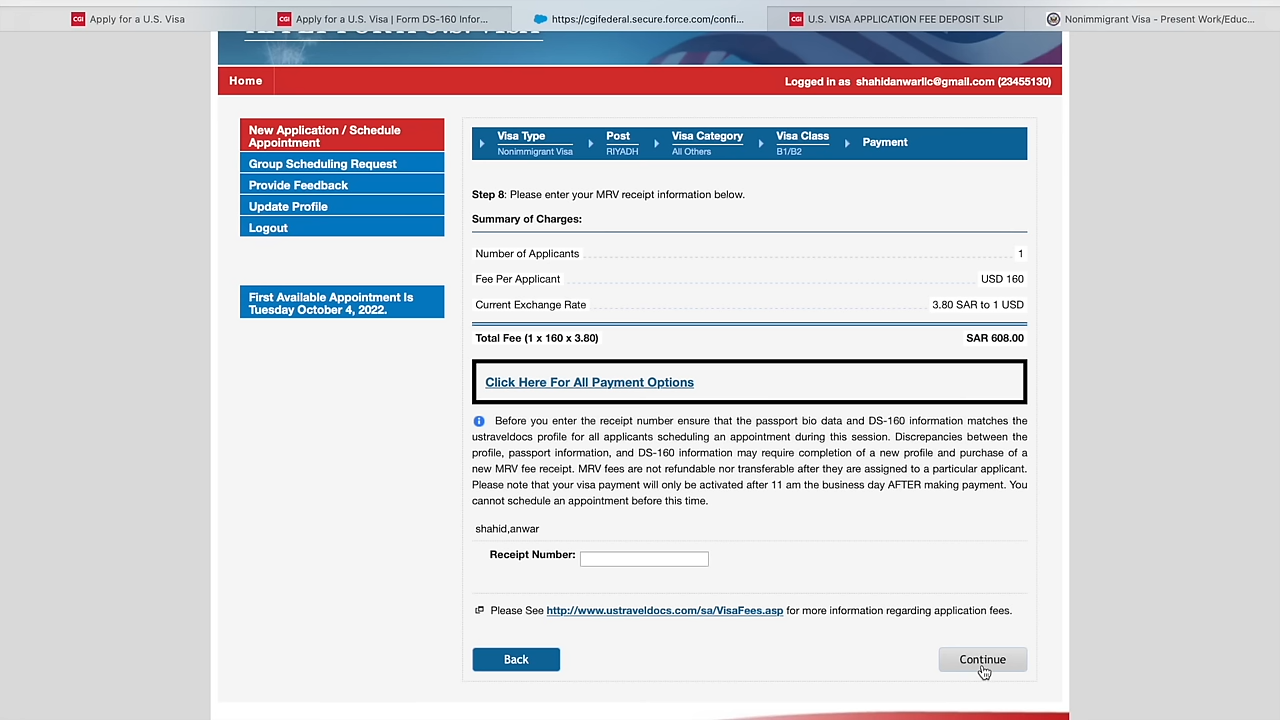 Apply for a U.S. Visa
Apply for a U.S. Visa | Form DS-160 Infor...
https://cgifederal.secure.force.com/confi...
U.S. VISA APPLICATION FEE DEPOSIT SLIP
Nonimmigrant Visa - Present Work/Educ...
Home
Logged in as shahidanwarllc@gmail.com (23455130)
New Application / Schedule
Appointment
Group Scheduling Request
Provide Feedback
Update Profile
Logout
First Available Appointment Is
Tuesday October 4, 2022.
Visa Type
Nonimmigrant Visa
Post
RIYADH
Visa Category
All Others
Visa Class
B1/B2
Payment
Step 8: Please enter your MRV receipt information below.
Summary of Charges:
Number of Applicants 1
Fee Per Applicant USD 160
Current Exchange Rate 3.80 SAR to 1 USD
Total Fee (1 x 160 x 3.80) SAR 608.00
Click Here For All Payment Options
Before you enter the receipt number ensure that the passport bio data and DS-160 information matches the
ustraveldocs profile for all applicants scheduling an appointment during this session. Discrepancies between the
profile, passport information, and DS-160 information may require completion of a new profile and purchase of a
new MRV fee receipt. MRV fees are not refundable nor transferable after they are assigned to a particular applicant.
Please note that your visa payment will only be activated after 11 am the business day AFTER making payment. You
cannot schedule an appointment before this time.
shahid,anwar
Receipt Number:
Please See http://www.ustraveldocs.com/sa/VisaFees.asp for more information regarding application fees.
Back
Continue